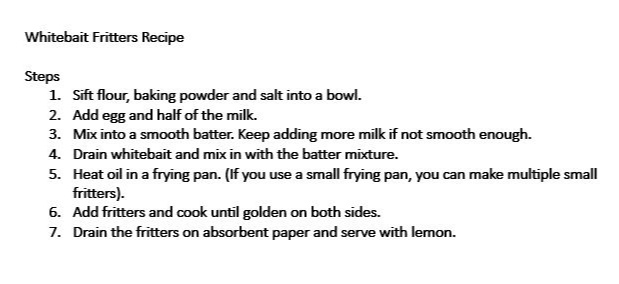 Whitebait Fritters Recipe
Steps
1. Sift flour, baking powder and salt into a bowl.
2. Add egg and half of the milk.
3. Mix into a smooth batter. Keep adding more milk if not smooth enough.
4. Drain whitebait and mix in with the batter mixture.
5. Heat oil in a frying pan. (If you use a small frying pan, you can make multiple small
fritters).
6. Add fritters and cook until golden on both sides.
7. Drain the fritters on absorbent paper and serve with lemon.